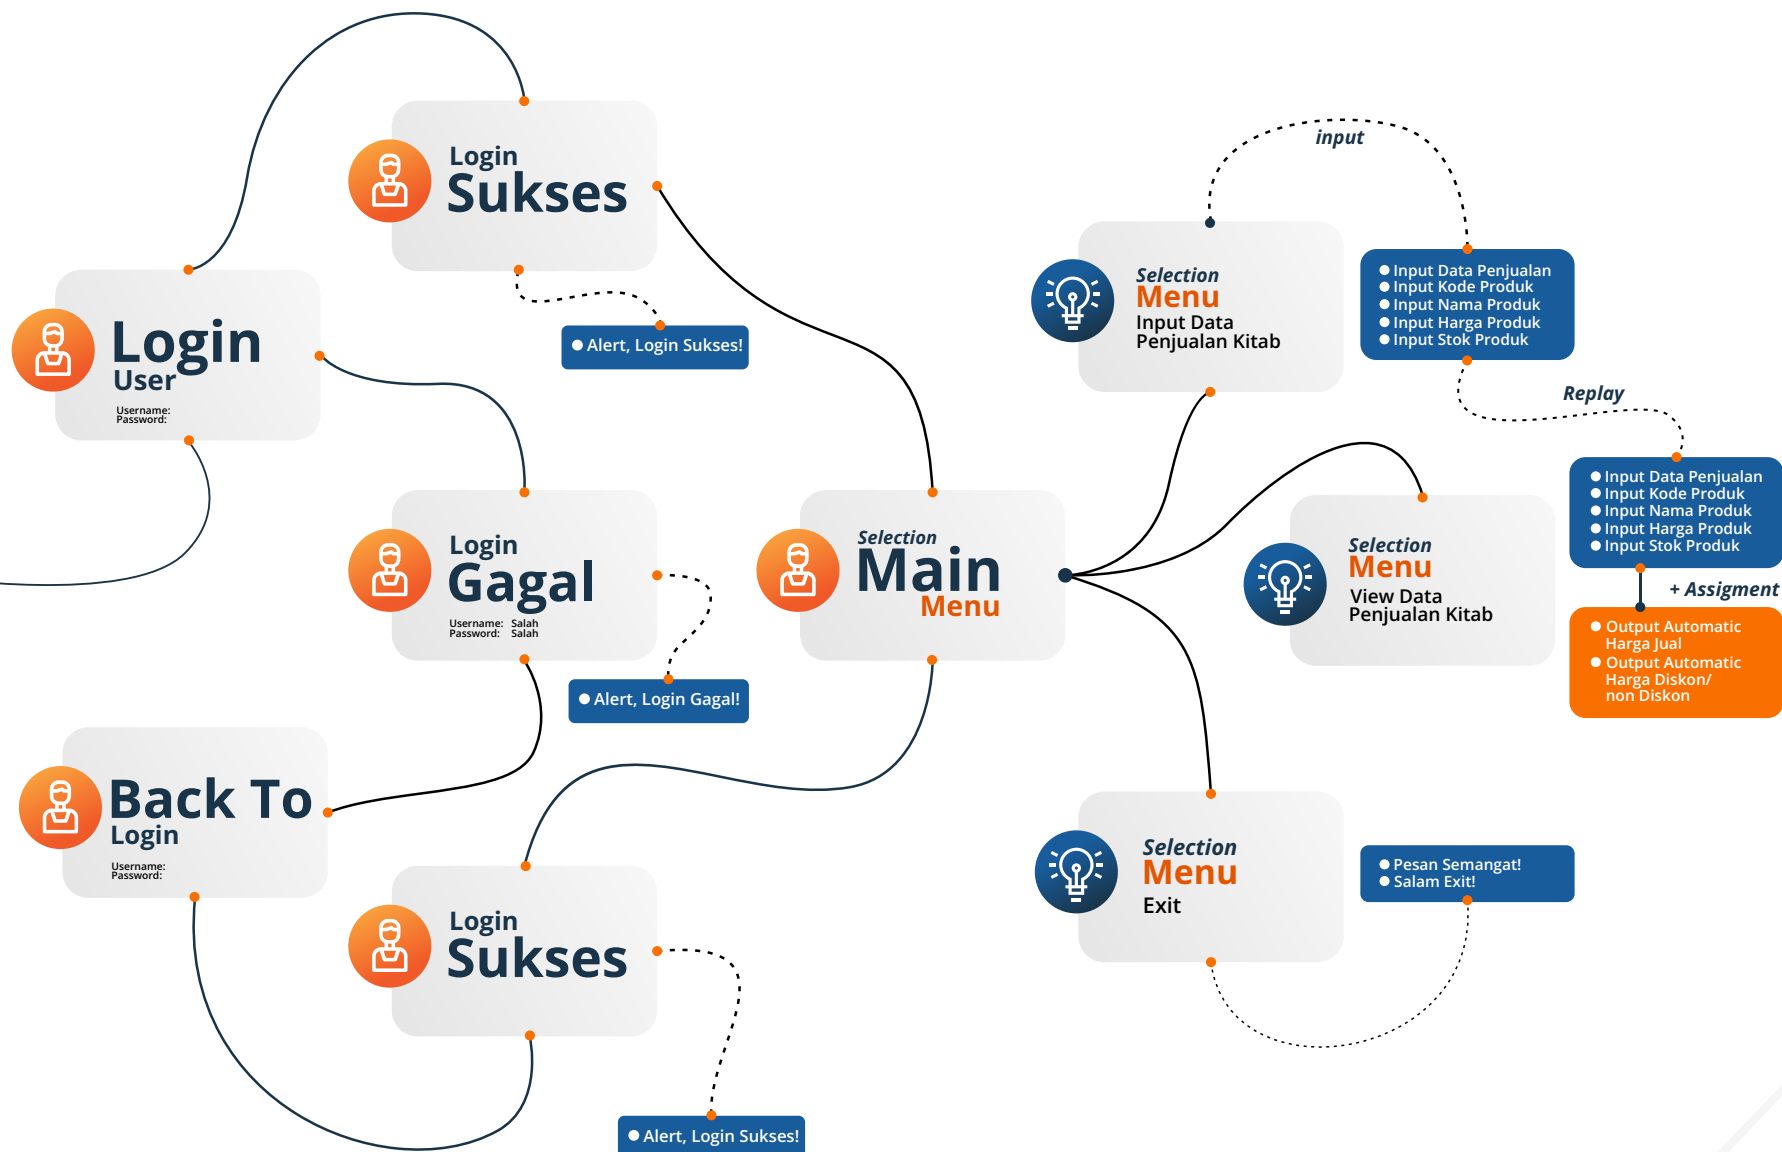 Login
Sukses
Alert, Login Sukses!
Login
User
Username:
Password:
Login
Gagal
Username: Salah
Password: Salah
Alert, Login Gagal!
Back To
Login
Username:
Password:
Login
Sukses
Alert, Login Sukses!
Selection
Main
Menu
input
Selection
Menu
Input Data
Penjualan Kitab
Input Data Penjualan
Input Kode Produk
Input Nama Produk
Input Harga Produk
Input Stok Produk
Replay
Input Data Penjualan
Input Kode Produk
Input Nama Produk
Input Harga Produk
Input Stok Produk
+ Assigment
Output Automatic
Harga Jual
Output Automatic
Harga Diskon/
non Diskon
Selection
Menu
View Data
Penjualan Kitab
Selection
Menu
Exit
Pesan Semangat!
Salam Exit!